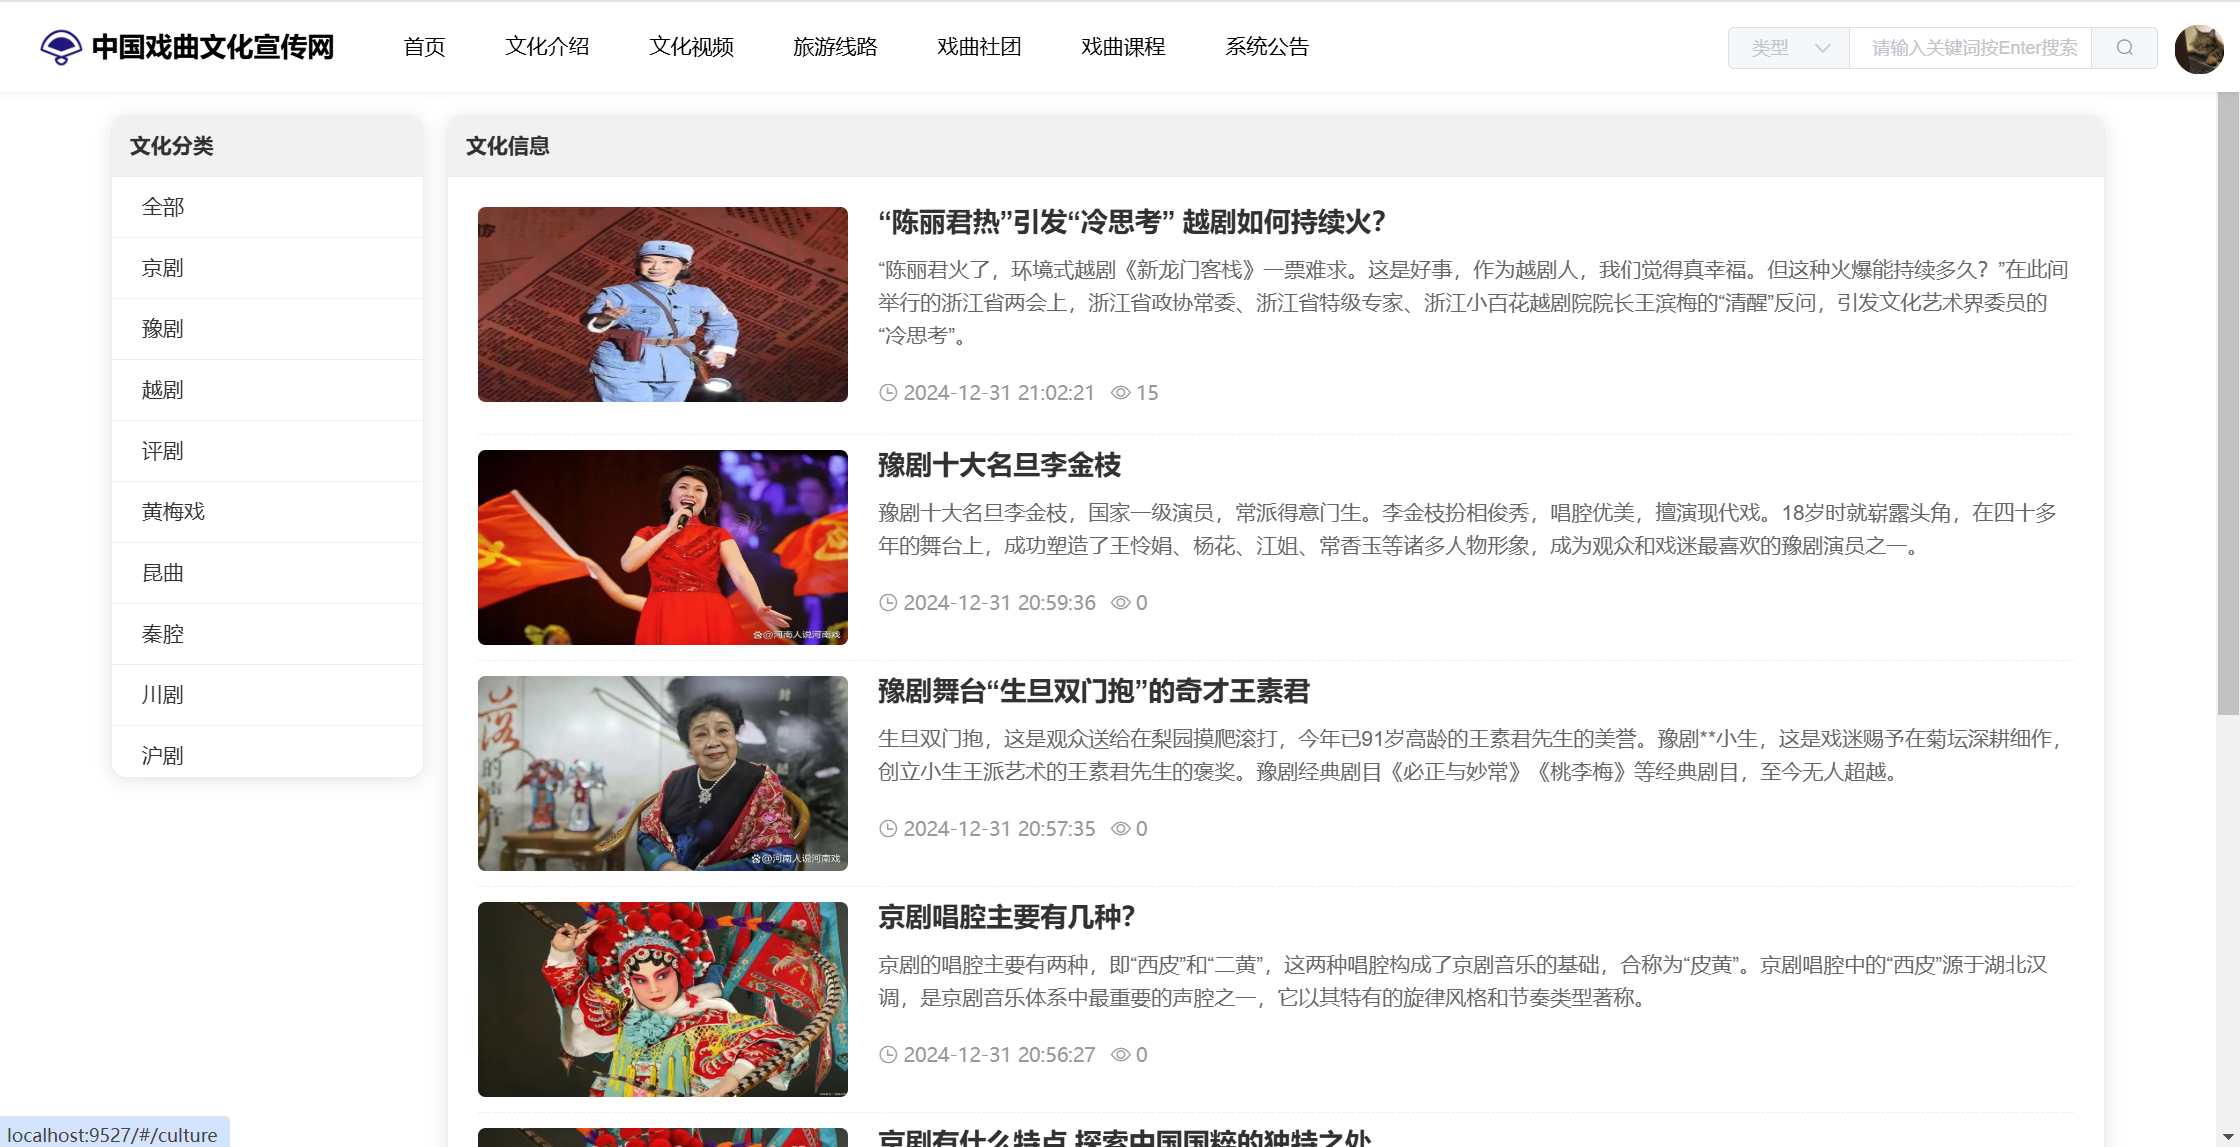 中国戏曲文化宣传网
首页 文化介绍 文化视频 旅游线路 戏曲社团 戏曲课程 系统公告
类型 请输入关键词按Enter搜索
文化分类
全部
京剧
豫剧
越剧
评剧
黄梅戏
昆曲
秦腔
川剧
沪剧
文化信息
“陈丽君热”引发“冷思考” 越剧如何持续火？
“陈丽君火了，环境式越剧《新龙门客栈》一票难求。这是好事，作为越剧人，我们觉得真幸福。但这种火爆能持续多久？”在此间
举行的浙江省两会上，浙江省政协常委、浙江省特级专家、浙江小百花越剧院院长王滨梅的“清醒”反问，引发文化艺术界委员的
“冷思考”。
2024-12-31 21:02:21 15
豫剧十大名旦李金枝
豫剧十大名旦李金枝，国家一级演员，常派得意门生。李金枝扮相俊秀，唱腔优美，擅演现代戏。18岁时就崭露头角，在四十多
年的舞台上，成功塑造了王怜娟、杨花、江姐、常香玉等诸多人物形象，成为观众和戏迷最喜欢的豫剧演员之一。
2024-12-31 20:59:36 0
@河南人说河南戏
豫剧舞台“生旦双门抱”的奇才王素君
生旦双门抱，这是观众送给在梨园摸爬滚打，今年已91岁高龄的王素君先生的美誉。豫剧**小生，这是戏迷赐予在菊坛深耕细作，
创立小生王派艺术的王素君先生的褒奖。豫剧经典剧目《必正与妙常》《桃李梅》等经典剧目，至今无人超越。
2024-12-31 20:57:35 0
落
的
@河南人说河南戏
京剧唱腔主要有几种？
京剧的唱腔主要有两种，即“西皮”和“二黄”，这两种唱腔构成了京剧音乐的基础，合称为“皮黄”。京剧唱腔中的“西皮”源于湖北汉
调，是京剧音乐体系中最重要的声腔之一，它以其特有的旋律风格和节奏类型著称。
2024-12-31 20:56:27 0
京剧有什么特点 探索中国国粹的独特之处
localhost:9527/#/culture